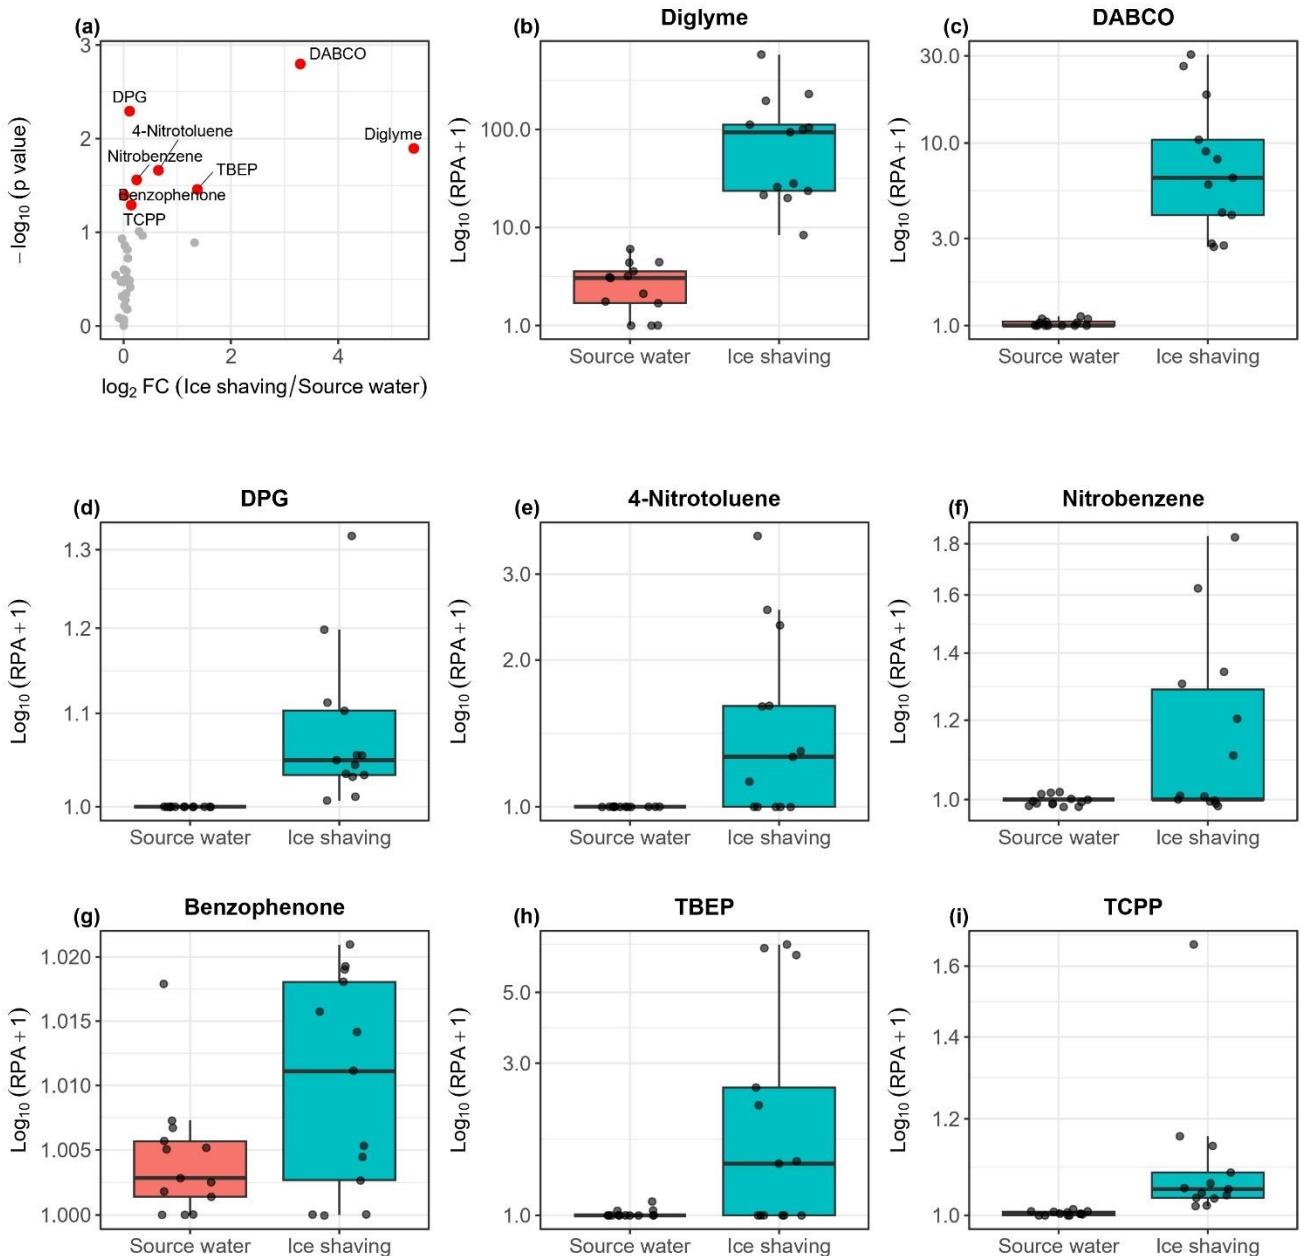 (a)
3
2
1
0
0 2 4
−log10 (p value)
log2 FC (Ice shaving/Source water)
DABCO
DPG
4-Nitrotoluene
Diglyme
Nitrobenzene
TBEP
Benzophenone
TCPP
(b) Diglyme
Log10 (RPA + 1)
100.0
10.0
1.0
Source water Ice shaving
(c) DABCO
Log10 (RPA + 1)
30.0
10.0
3.0
1.0
Source water Ice shaving
(d) DPG
Log10 (RPA + 1)
1.3
1.2
1.1
1.0
Source water Ice shaving
(e) 4-Nitrotoluene
Log10 (RPA + 1)
3.0
2.0
1.0
Source water Ice shaving
(f) Nitrobenzene
Log10 (RPA + 1)
1.8
1.6
1.4
1.2
1.0
Source water Ice shaving
(g) Benzophenone
Log10 (RPA + 1)
1.020
1.015
1.010
1.005
1.000
Source water Ice shaving
(h) TBEP
Log10 (RPA + 1)
5.0
3.0
1.0
Source water Ice shaving
(i) TCPP
Log10 (RPA + 1)
1.6
1.4
1.2
1.0
Source water Ice shaving